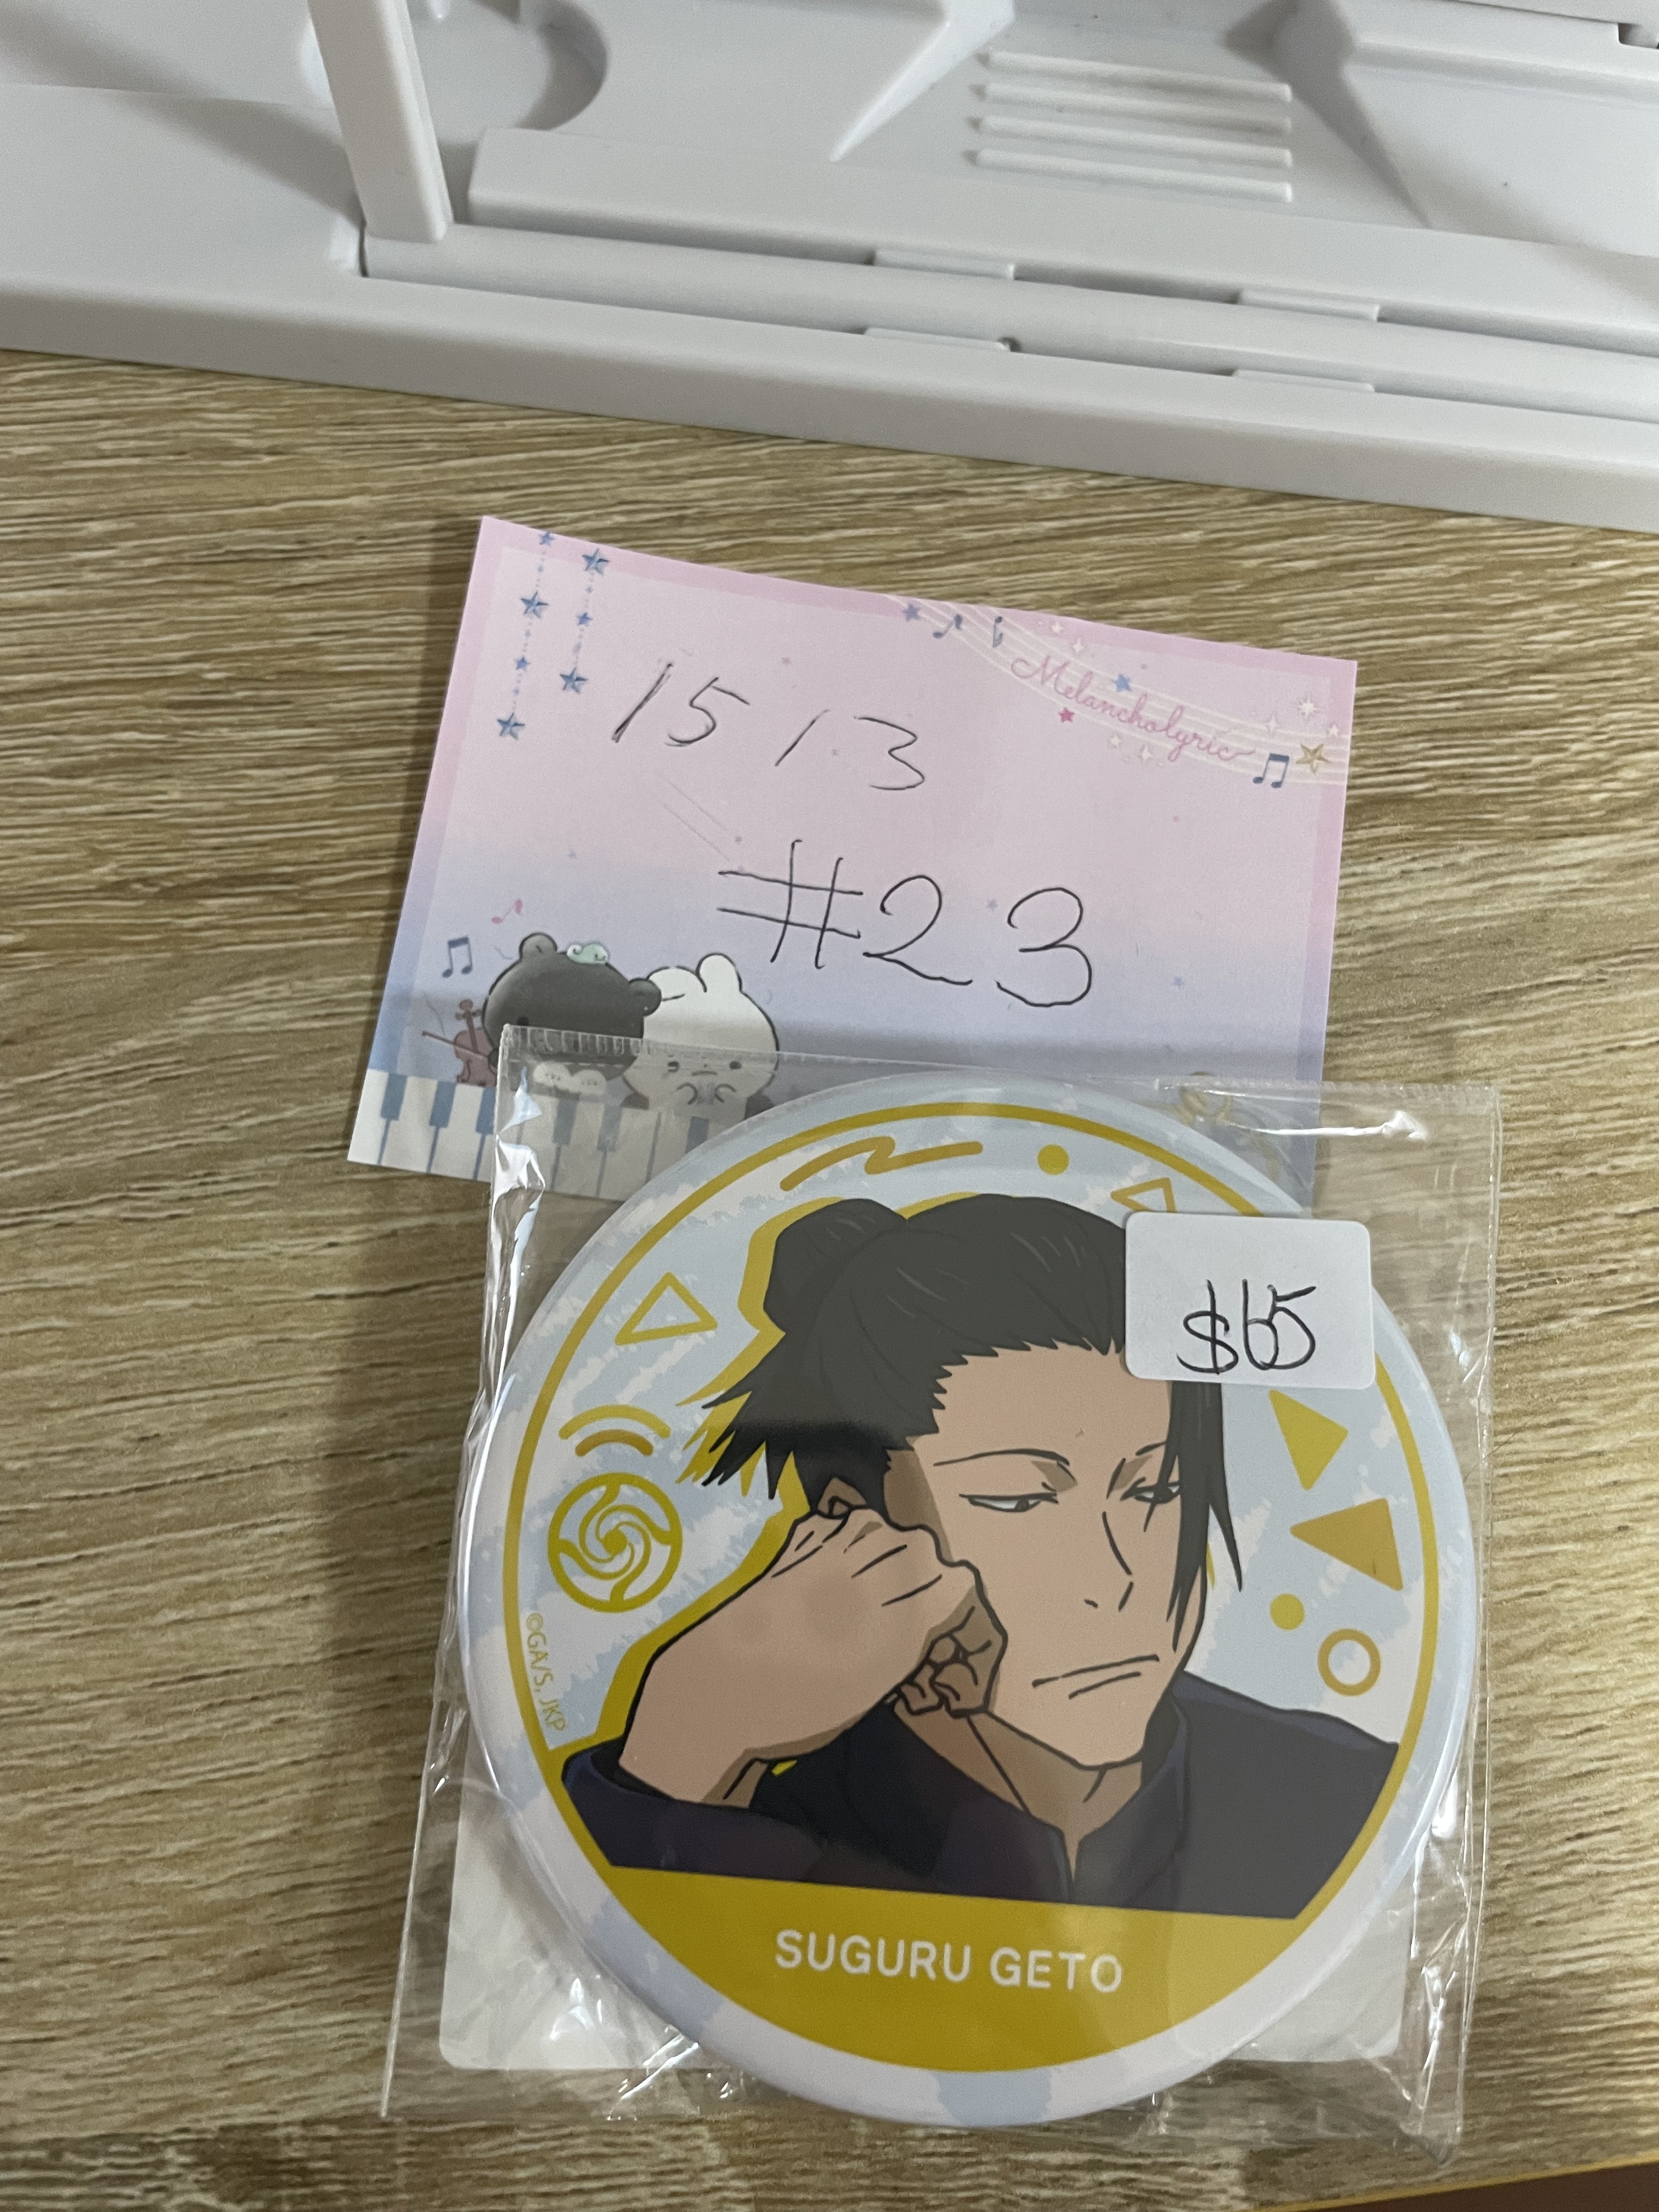 Melancholyric
1513
#23
$65
©GA/S, JKP
SUGURU GETO